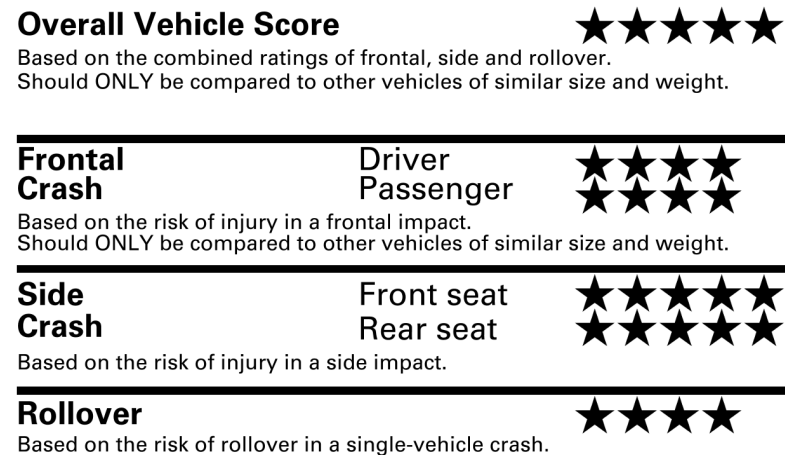 Overall Vehicle Score ★★★★★
Based on the combined ratings of frontal, side and rollover.
Should ONLY be compared to other vehicles of similar size and weight.
Frontal Driver ★★★★
Crash Passenger ★★★★
Based on the risk of injury in a frontal impact.
Should ONLY be compared to other vehicles of similar size and weight.
Side Front seat ★★★★★
Crash Rear seat ★★★★★
Based on the risk of injury in a side impact.
Rollover ★★★★
Based on the risk of rollover in a single-vehicle crash.